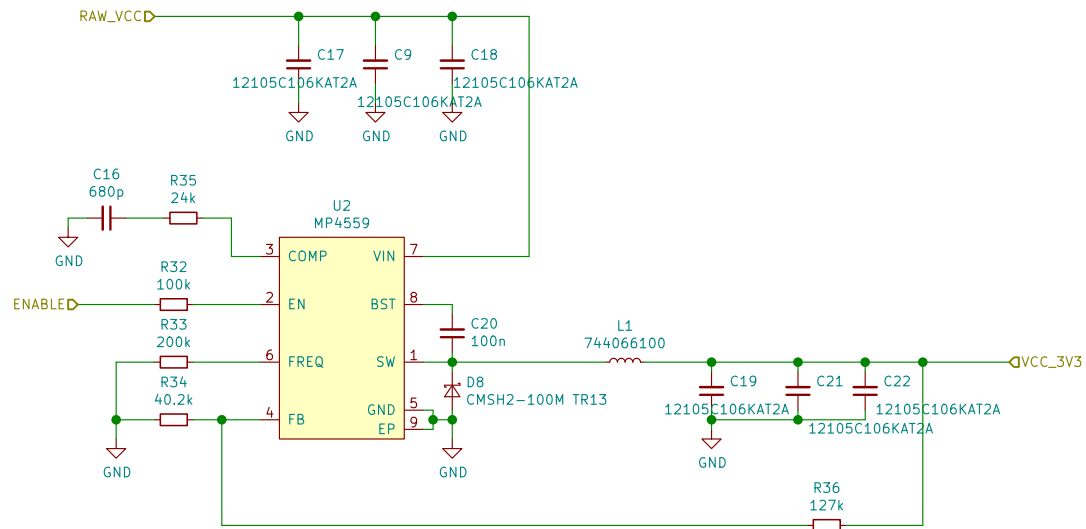 RAW_VCC
C17
C9
C18
12105C106KAT2A
12105C106KAT2A
12105C106KAT2A
GND
GND
GND
C16
680p
R35
24k
GND
U2
MP4559
3
COMP
VIN
7
R32
100k
ENABLE
2
EN
BST
8
C20
100n
R33
200k
6
FREQ
SW
1
L1
744066100
VCC_3V3
R34
40.2k
4
FB
GND
5
EP
9
D8
CMSH2-100M TR13
C19
C21
C22
12105C106KAT2A
12105C106KAT2A
12105C106KAT2A
GND
GND
GND
R36
127k